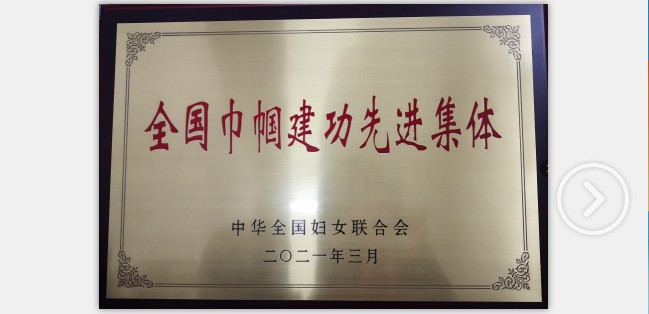 全国巾帼建功先进集体
中华全国妇女联合会
二〇二一年三月